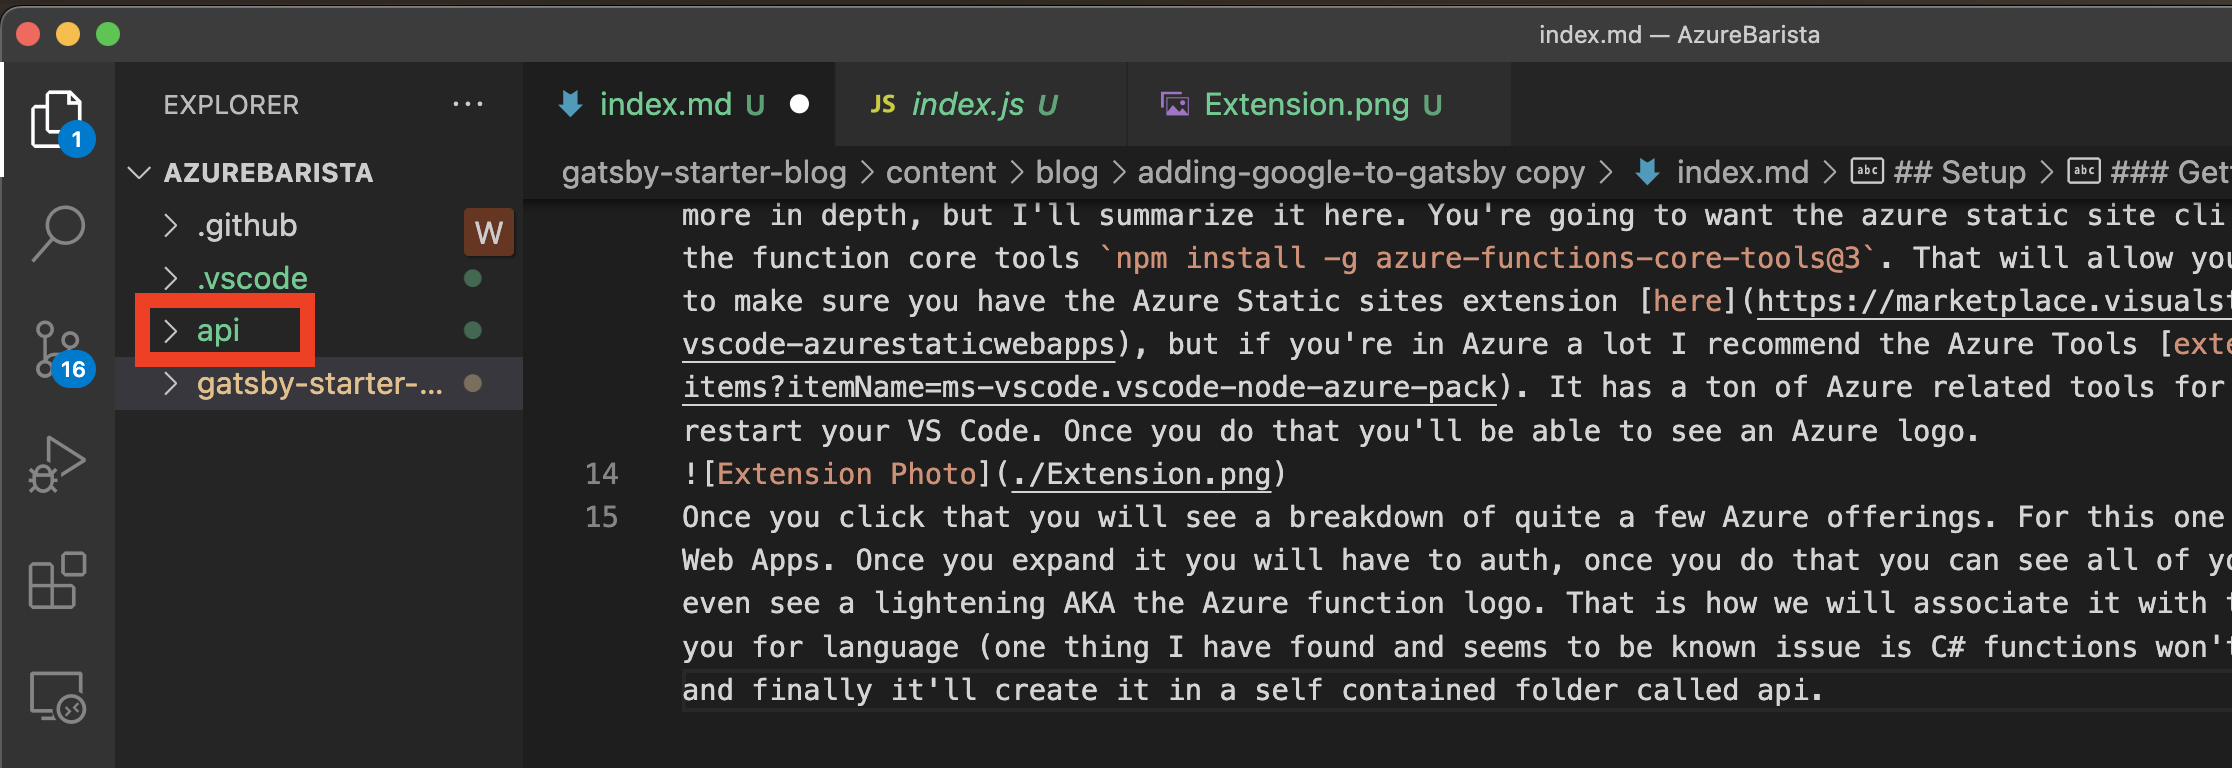 index.md — AzureBarista
EXPLORER
index.md U
JS index.js U
Extension.png U
1
AZUREBARISTA
gatsby-starter-blog > content > blog > adding-google-to-gatsby copy > index.md > abc ## Setup > abc ### Get
.github
W
.vscode
api
gatsby-starter-...
16
more in depth, but I'll summarize it here. You're going to want the azure static site cli
the function core tools `npm install -g azure-functions-core-tools@3`. That will allow you
to make sure you have the Azure Static sites extension [here](https://marketplace.visualst
vscode-azurestaticwebapps), but if you're in Azure a lot I recommend the Azure Tools [exte
items?itemName=ms-vscode.vscode-node-azure-pack). It has a ton of Azure related tools for
restart your VS Code. Once you do that you'll be able to see an Azure logo.
14 ![Extension Photo](./Extension.png)
15 Once you click that you will see a breakdown of quite a few Azure offerings. For this one
Web Apps. Once you expand it you will have to auth, once you do that you can see all of yo
even see a lightening AKA the Azure function logo. That is how we will associate it with
you for language (one thing I have found and seems to be known issue is C# functions won't
and finally it'll create it in a self contained folder called api.